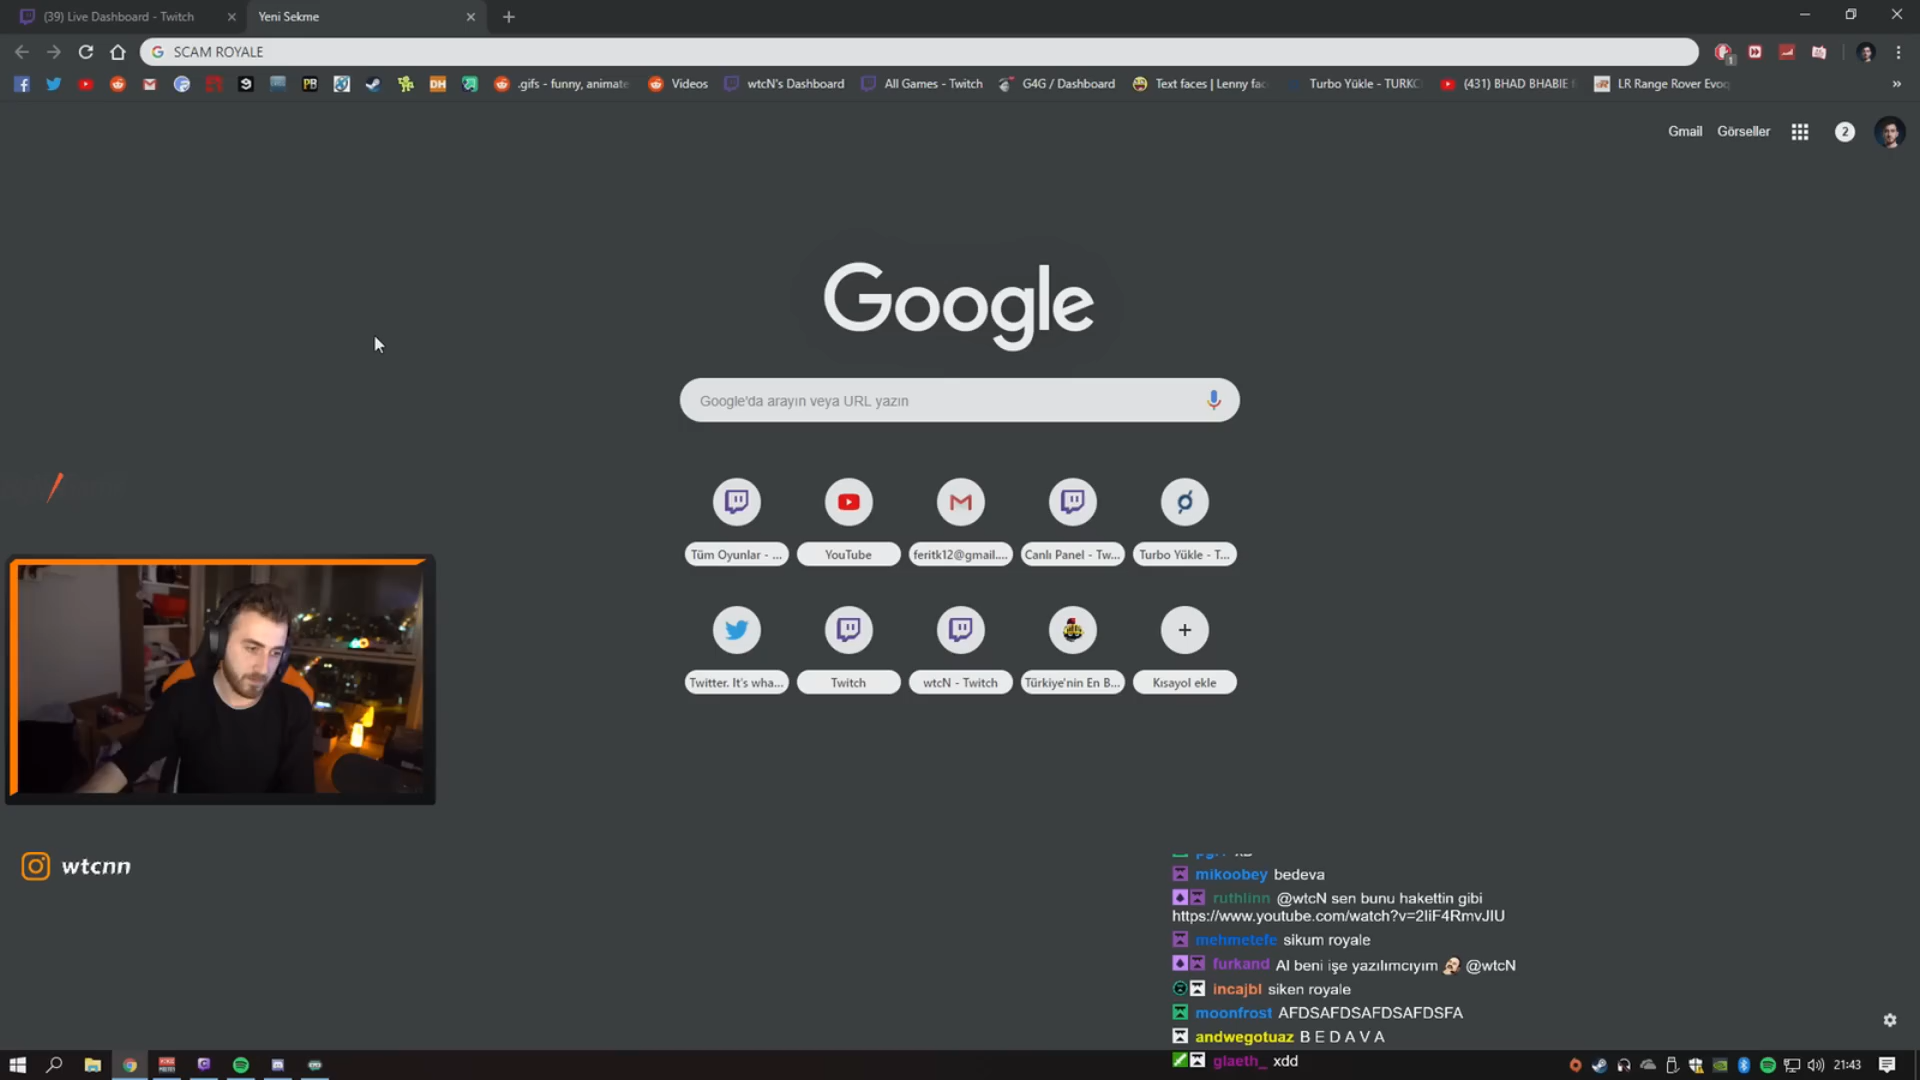 (39) Live Dashboard - Twitch
Yeni Sekme
SCAM ROYALE
.gifs - funny, animate
Videos
wtcN's Dashboard
All Games - Twitch
G4G / Dashboard
Text faces | Lenny fac
Turbo Yükle - TURKC
(431) BHAD BHABIE f
LR Range Rover Evoq
PB
DH
Gmail
Görseller
2
Google
Google'da arayın veya URL yazın
Tüm Oyunlar - ...
YouTube
feritk12@gmail....
Canlı Panel - Tw...
Turbo Yükle - T...
Twitter. It's wha...
Twitch
wtcN - Twitch
Türkiye'nin En B...
Kısayol ekle
wtcnn
mikoobey bedeva
ruthlinn @wtcN sen bunu hakettin gibi
https://www.youtube.com/watch?v=2IiF4RmvJIU
mehmetefe sikum royale
furkand Al beni işe yazılımcıyım @wtcN
incajbl siken royale
moonfrost AFDSAFDSAFDSAFDSFA
andwegotuaz B E D A V A
glaeth_ xdd
21:43